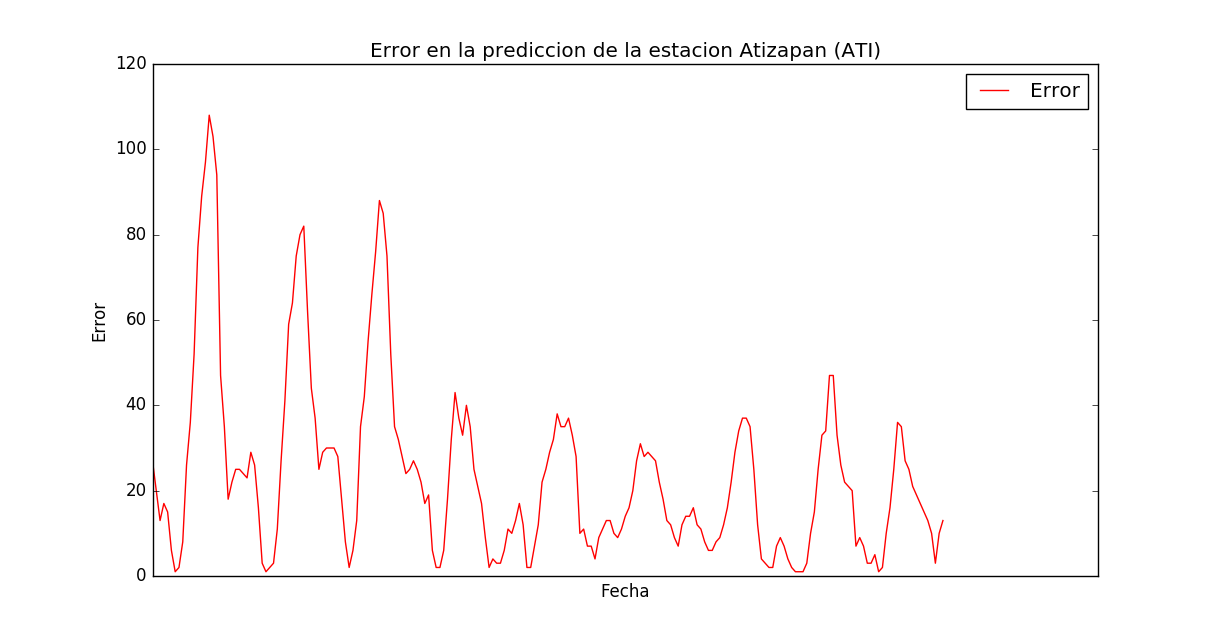 Error en la prediccion de la estacion Atizapan (ATI)
120
100
80
60
40
20
0
Error
Error
Fecha